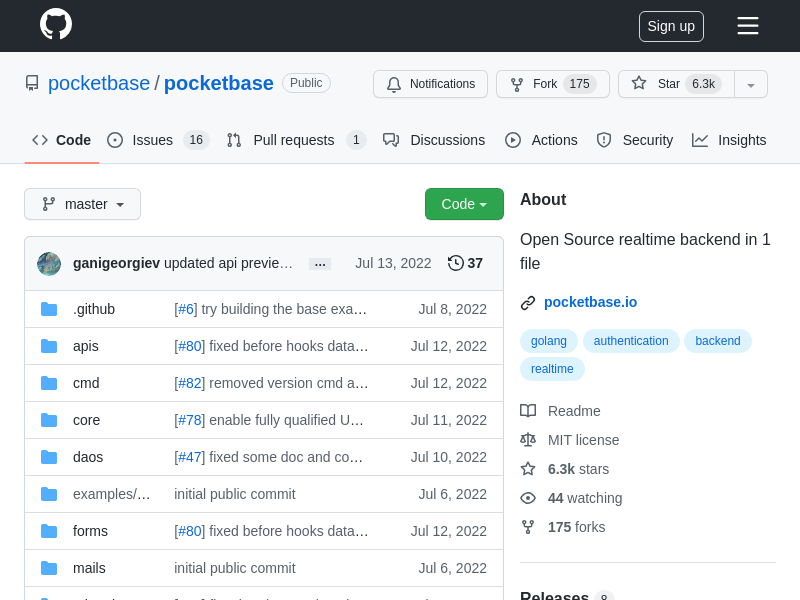 Sign up
pocketbase / pocketbase Public
Notifications Fork 175 Star 6.3k
Code Issues 16 Pull requests 1 Discussions Actions Security Insights
master Code
ganigeorgiev updated api previe… … Jul 13, 2022 37
.github [#6] try building the base exa… Jul 8, 2022
apis [#80] fixed before hooks data… Jul 12, 2022
cmd [#82] removed version cmd a… Jul 12, 2022
core [#78] enable fully qualified U… Jul 11, 2022
daos [#47] fixed some doc and co… Jul 10, 2022
examples/… initial public commit Jul 6, 2022
forms [#80] fixed before hooks data… Jul 12, 2022
mails initial public commit Jul 6, 2022
About
Open Source realtime backend in 1
file
pocketbase.io
golang authentication backend
realtime
Readme
MIT license
6.3k stars
44 watching
175 forks
Releases 8